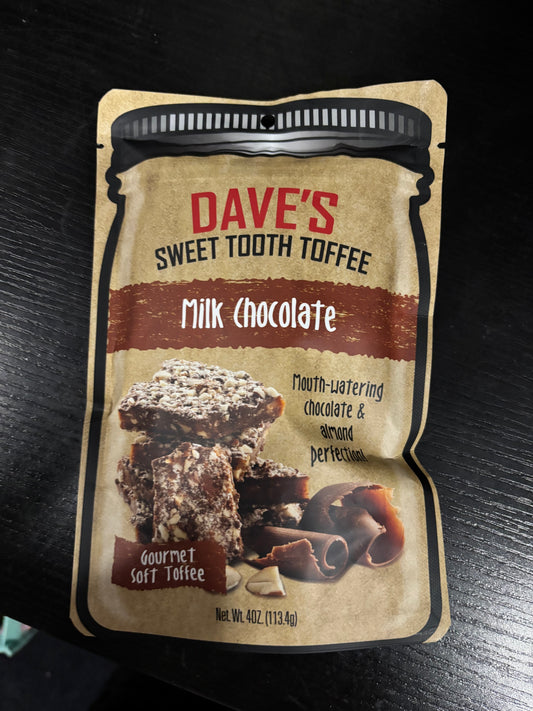 DAVE'S
SWEET TOOTH TOFFEE
Milk Chocolate
Mouth-watering
chocolate &
almond
perfection!
Gourmet
Soft Toffee
Net. Wt. 4OZ. (113.4g)